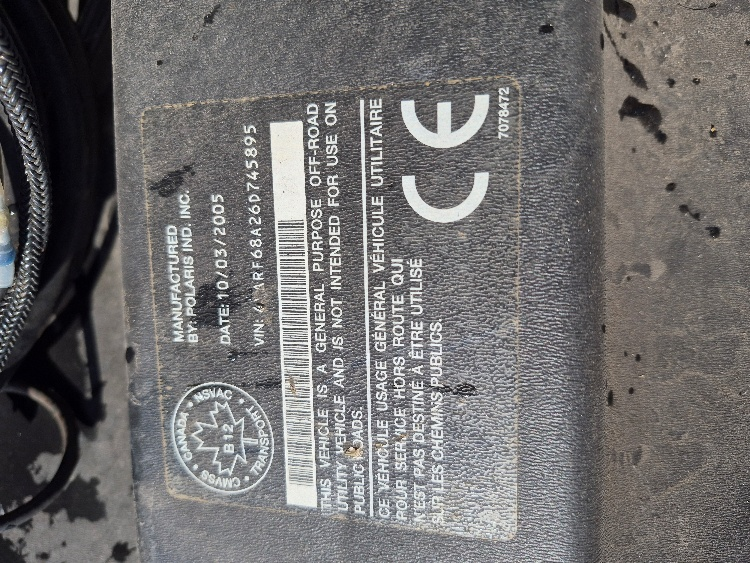 MANUFACTURED
BY: POLARIS IND. INC.
DATE: 10/03/2005
VIN: 4 ARF68A26D745895
CANADA • NSVAC • TRANSPORT • CMVSS •
B12
THIS VEHICLE IS A GENERAL PURPOSE OFF-ROAD
UTILITY VEHICLE AND IS NOT INTENDED FOR USE ON
PUBLIC ROADS.
CE VÉHICULE USAGE GÉNÉRAL VÉHICULE UTILITAIRE
POUR SERVICE HORS ROUTE QUI
N'EST PAS DESTINÉ À ÊTRE UTILISÉ
SUR LES CHEMINS PUBLICS.
CE
7078472